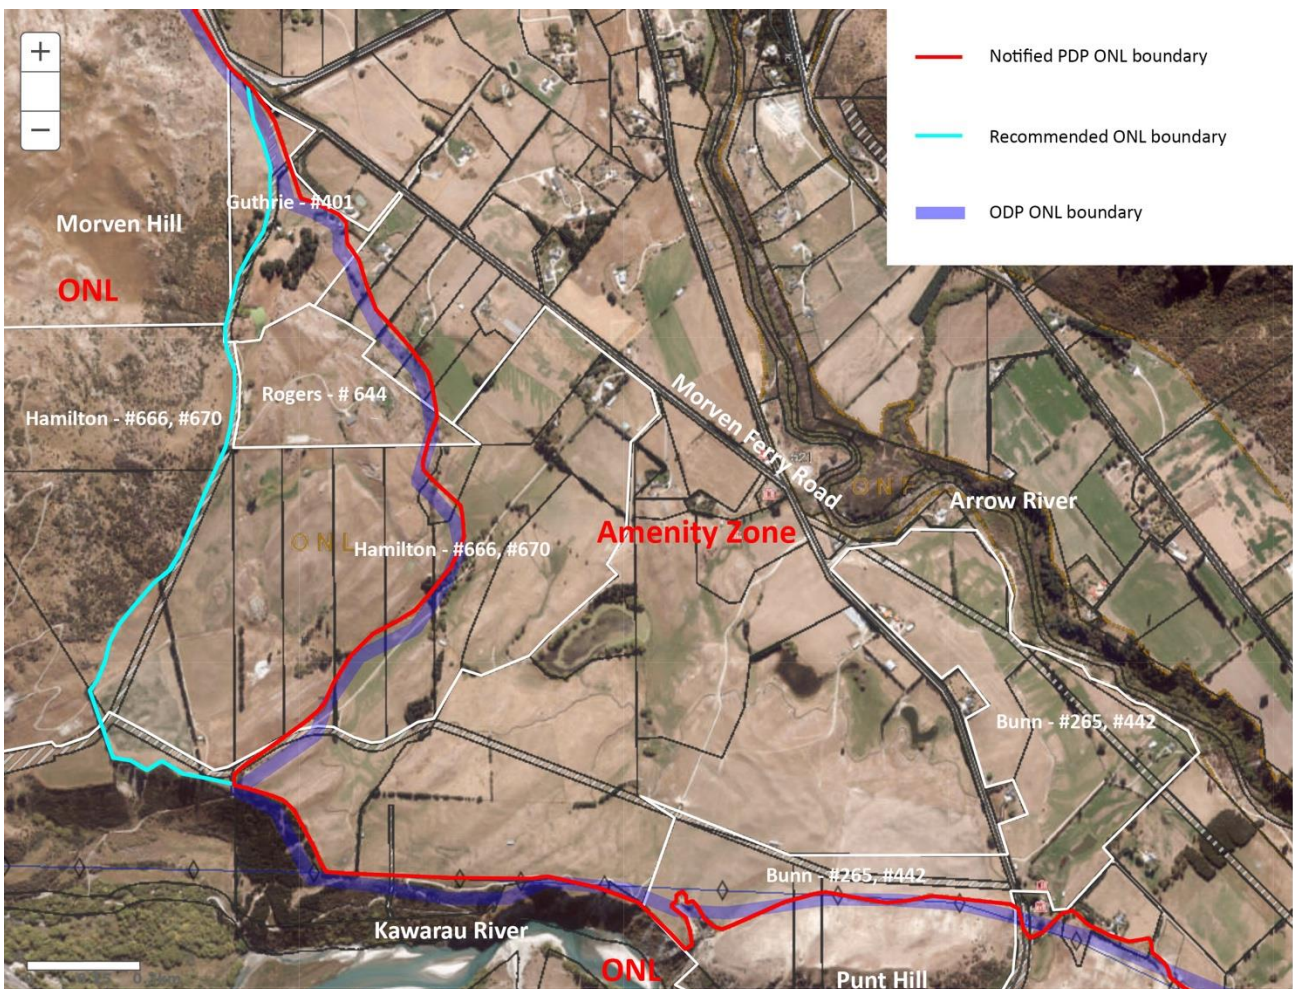 +
−
Notified PDP ONL boundary
Recommended ONL boundary
ODP ONL boundary
Guthrie - #401
Morven Hill
ONL
Rogers - # 644
Hamilton - #666, #670
Morven Ferry Road
ONF
Arrow River
Amenity Zone
ONL
Hamilton - #666, #670
Bunn - #265, #442
Bunn - #265, #442
Kawarau River
ONL
Punt Hill